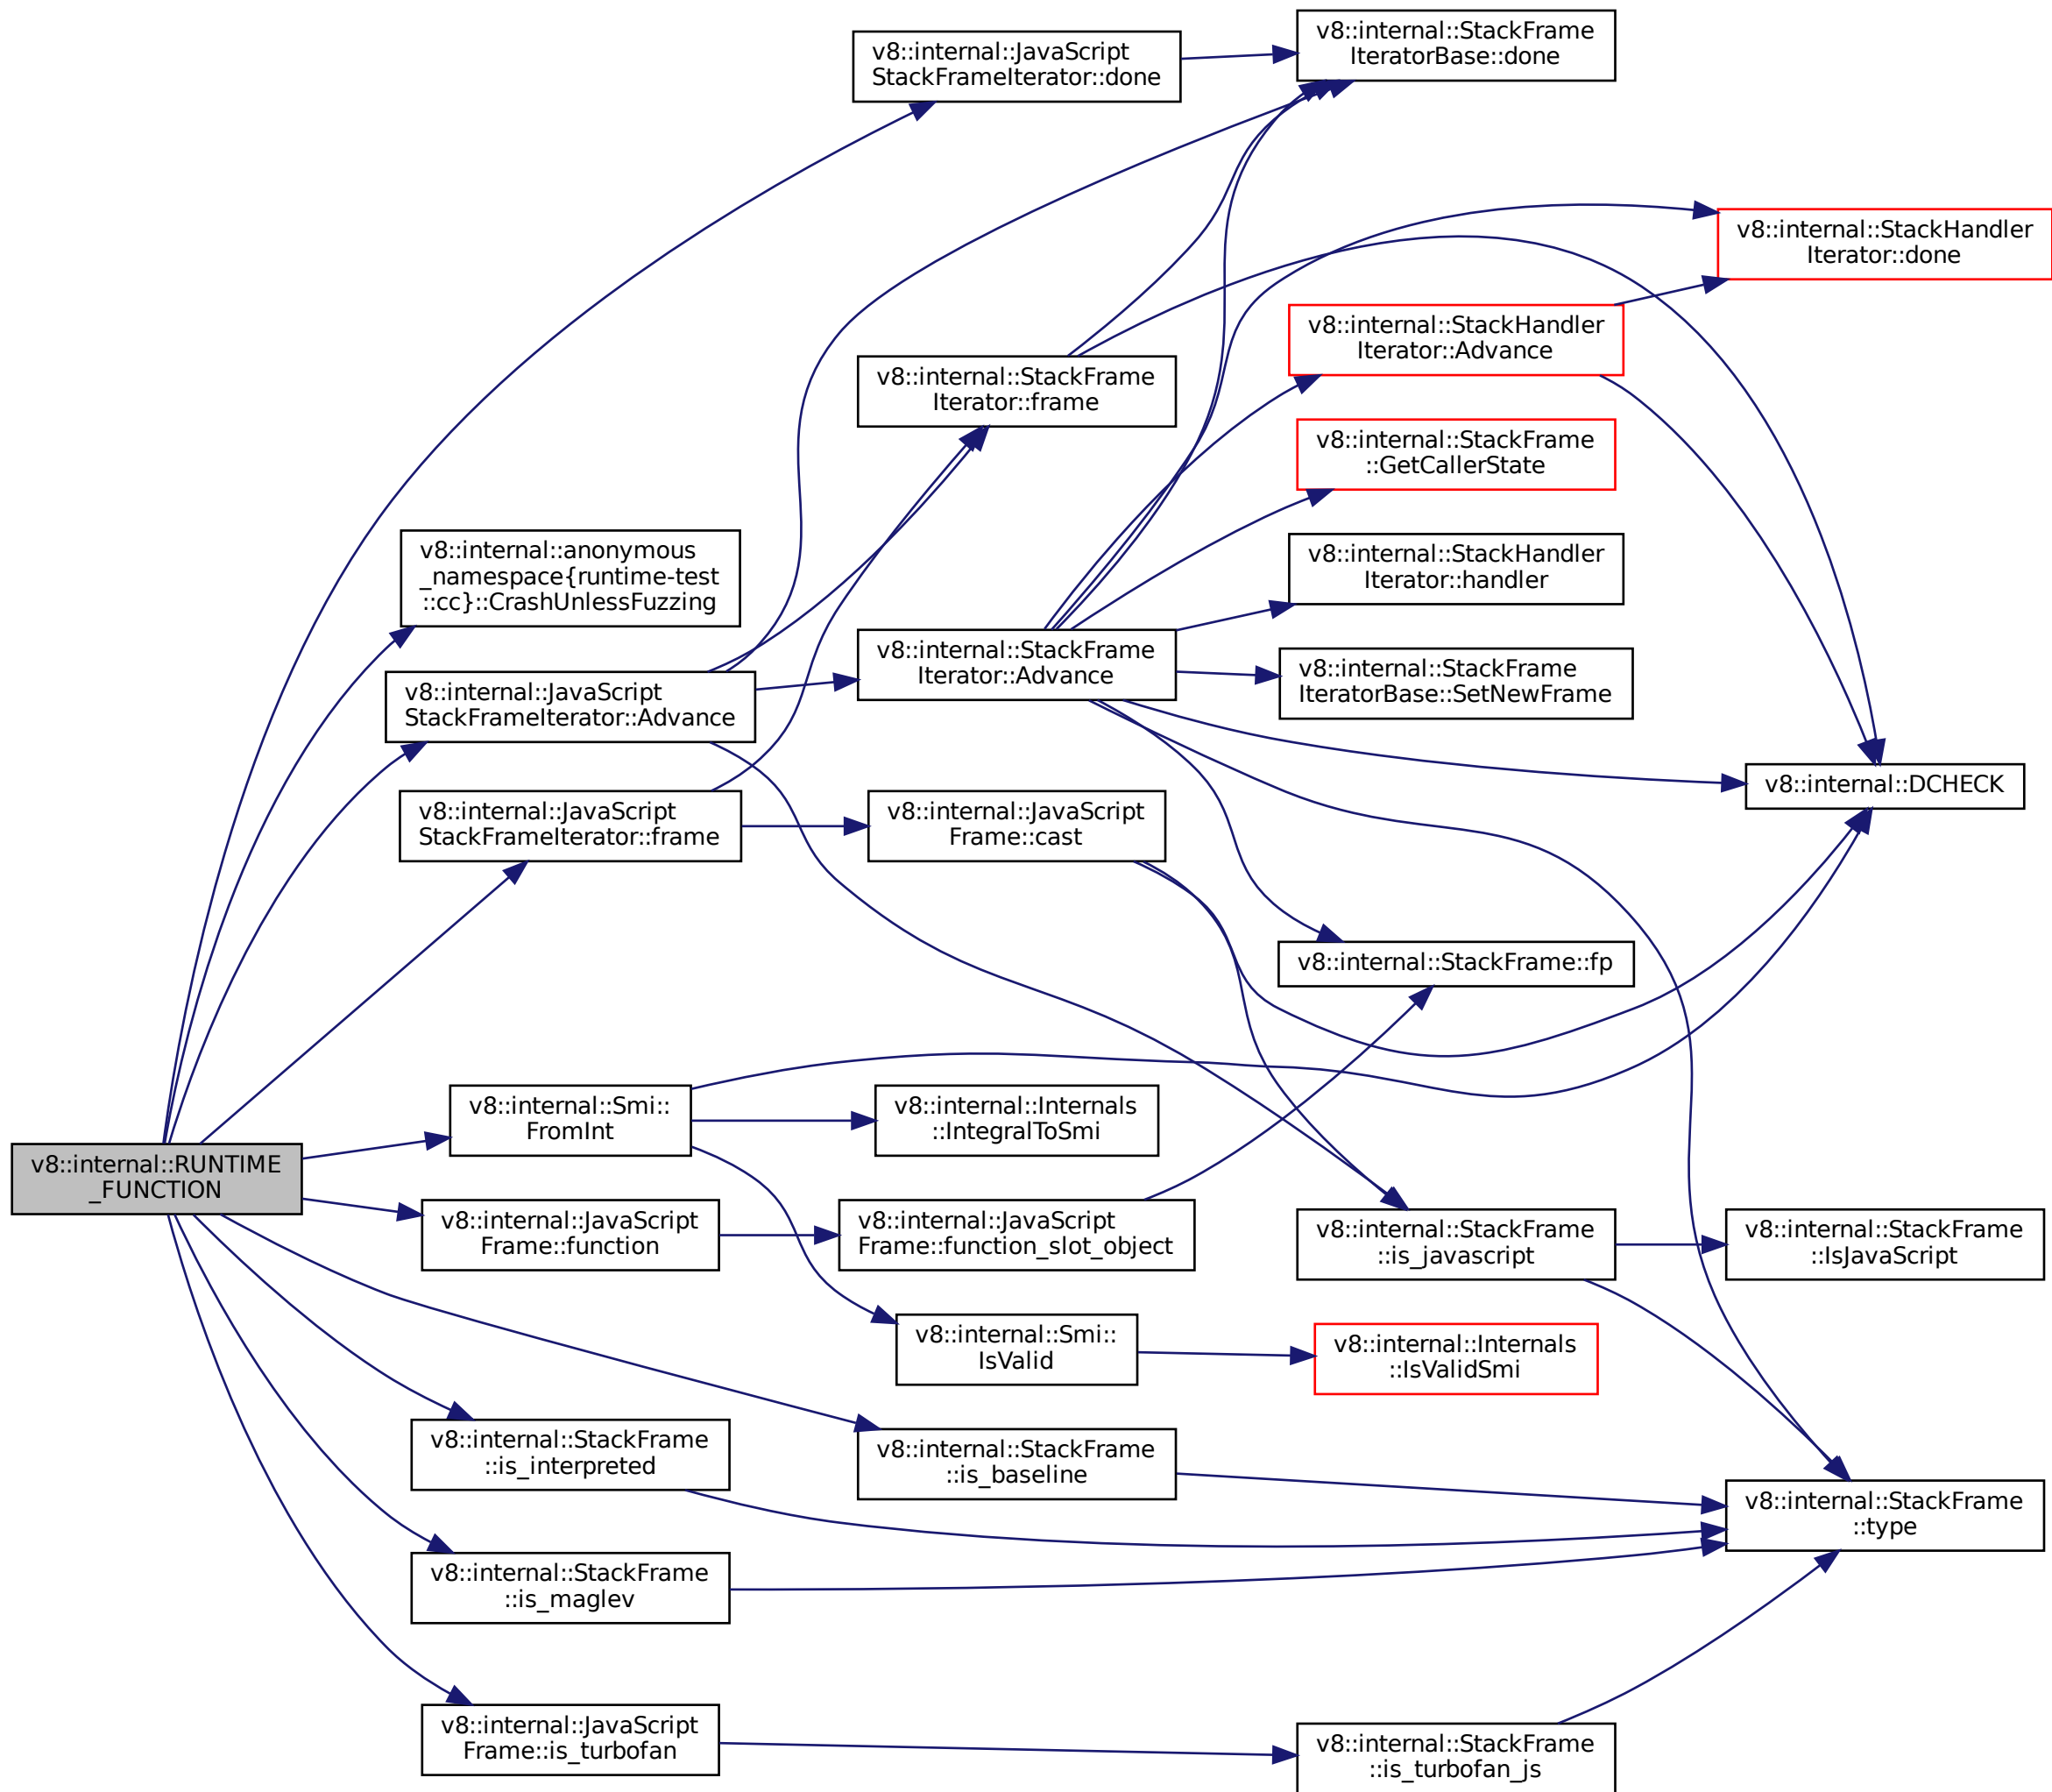 v8::internal::StackFrame
IteratorBase::done
v8::internal::JavaScript
StackFrameIterator::done
v8::internal::StackHandler
Iterator::done
v8::internal::StackHandler
Iterator::Advance
v8::internal::StackFrame
Iterator::frame
v8::internal::StackFrame
::GetCallerState
v8::internal::anonymous
_namespace{runtime-test
::cc}::CrashUnlessFuzzing
v8::internal::StackHandler
Iterator::handler
v8::internal::StackFrame
Iterator::Advance
v8::internal::StackFrame
IteratorBase::SetNewFrame
v8::internal::JavaScript
StackFrameIterator::Advance
v8::internal::DCHECK
v8::internal::JavaScript
StackFrameIterator::frame
v8::internal::JavaScript
Frame::cast
v8::internal::StackFrame::fp
v8::internal::Smi::
FromInt
v8::internal::Internals
::IntegralToSmi
v8::internal::RUNTIME
_FUNCTION
v8::internal::JavaScript
Frame::function
v8::internal::JavaScript
Frame::function_slot_object
v8::internal::StackFrame
::is_javascript
v8::internal::StackFrame
::IsJavaScript
v8::internal::Smi::
IsValid
v8::internal::Internals
::IsValidSmi
v8::internal::StackFrame
::is_interpreted
v8::internal::StackFrame
::is_baseline
v8::internal::StackFrame
::type
v8::internal::StackFrame
::is_maglev
v8::internal::JavaScript
Frame::is_turbofan
v8::internal::StackFrame
::is_turbofan_js